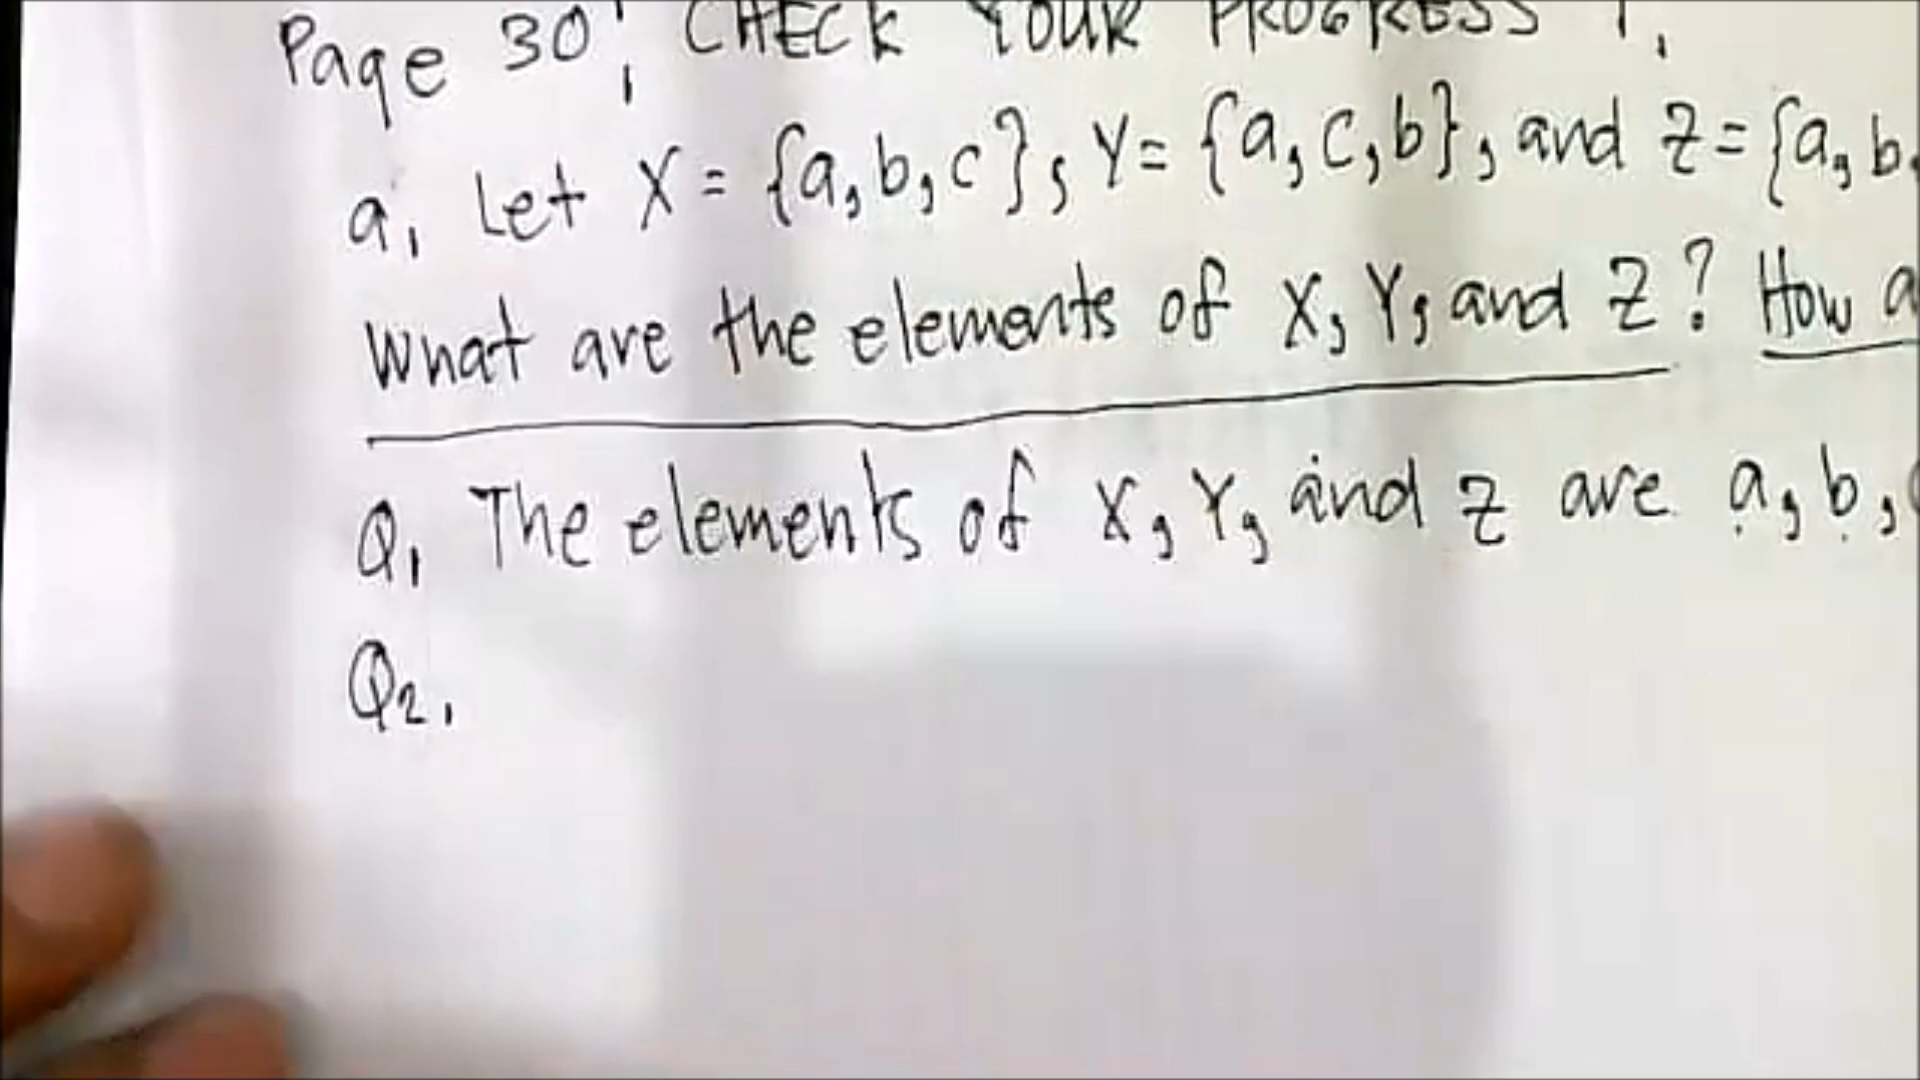 Page 30, CHECK YOUR PROGRESS 1.
a, Let X = {a, b, c}, Y = {a, c, b}, and Z = {a, b,
What are the elements of X, Y, and Z? How a
Q, The elements of X, Y, and Z are a, b,
Q2.